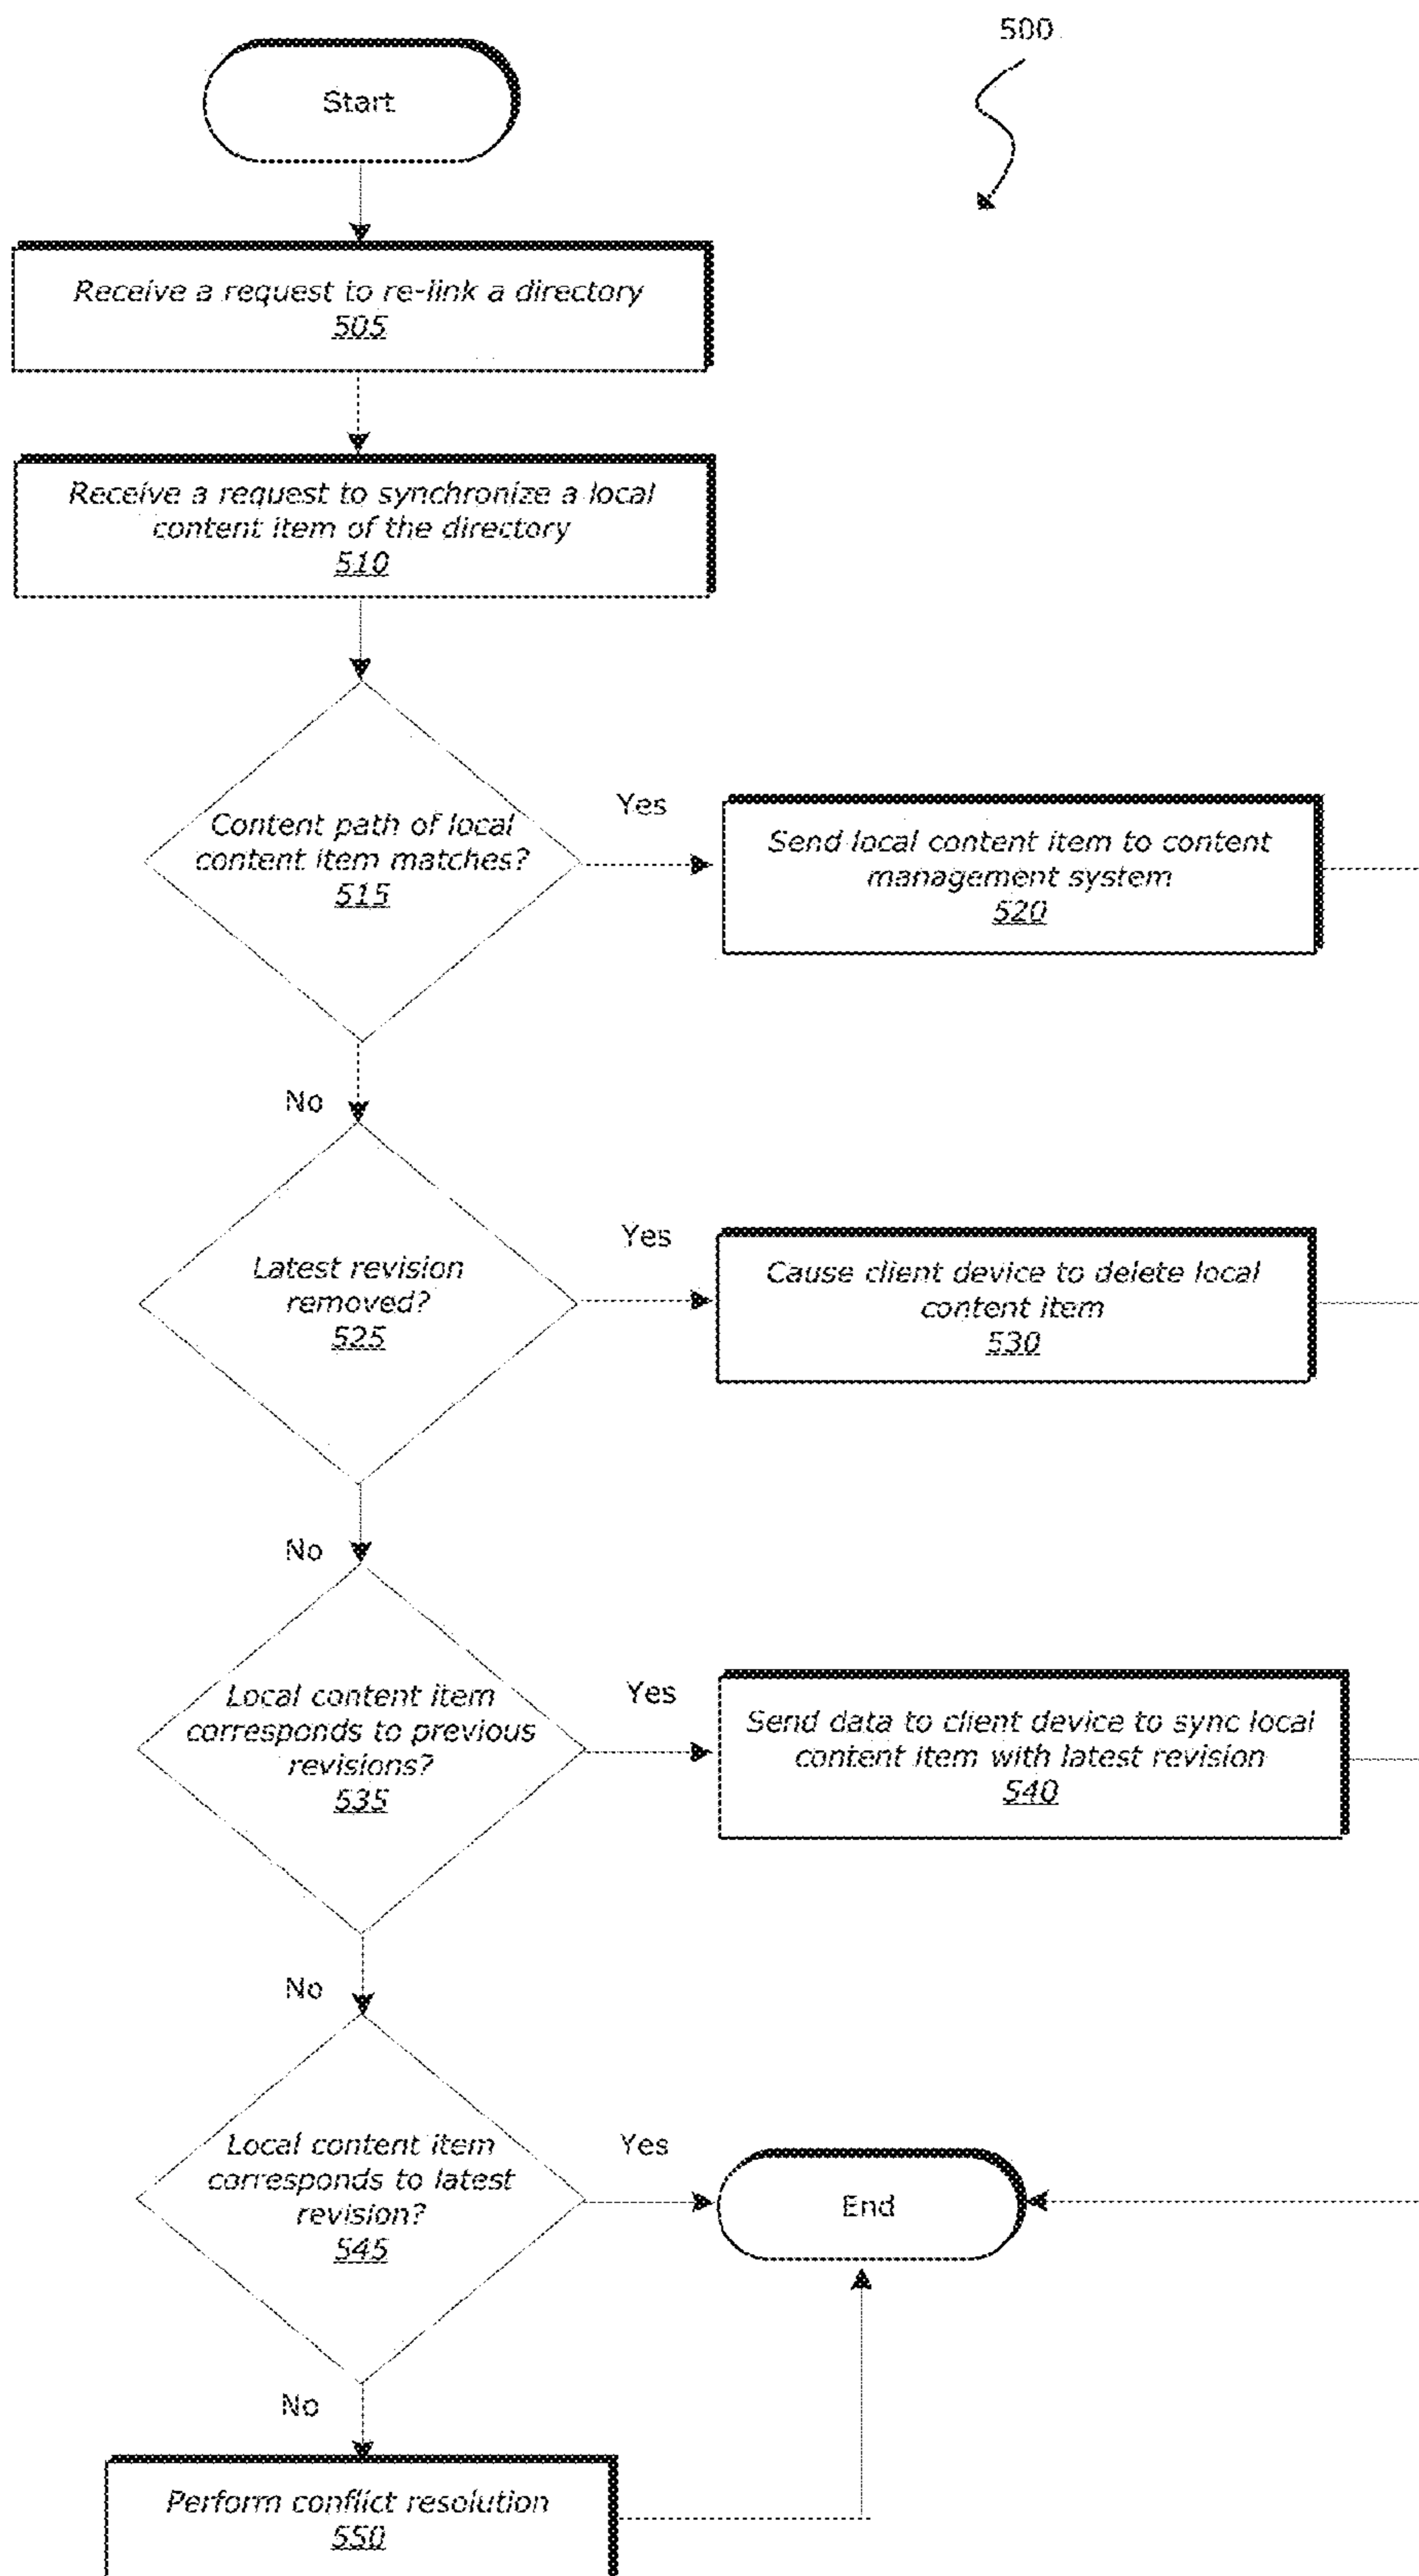 500
Start
Receive a request to re-link a directory
505
Receive a request to synchronize a local
content item of the directory
510
Content path of local
content item matches?
515
Yes
Send local content item to content
management system
520
No
Latest revision
removed?
525
Yes
Cause client device to delete local
content item
530
No
Local content item
corresponds to previous
revisions?
535
Yes
Send data to client device to sync local
content item with latest revision
540
No
Local content item
corresponds to latest
revision?
545
Yes
End
No
Perform conflict resolution
550